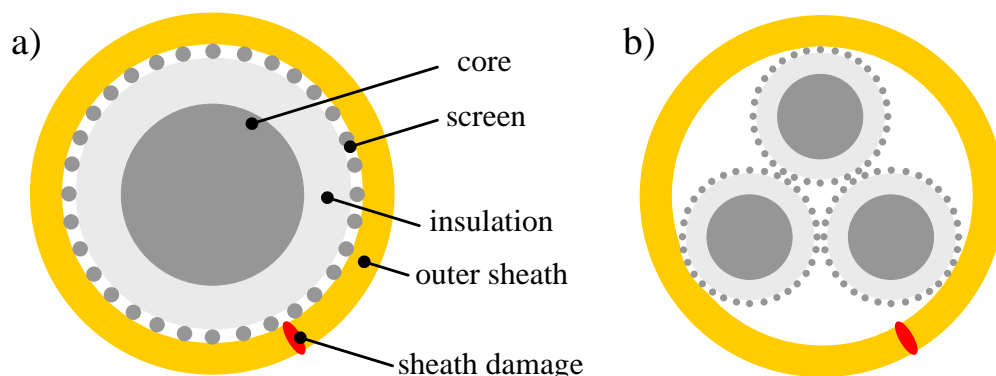 a)
core
screen
insulation
outer sheath
sheath damage
b)